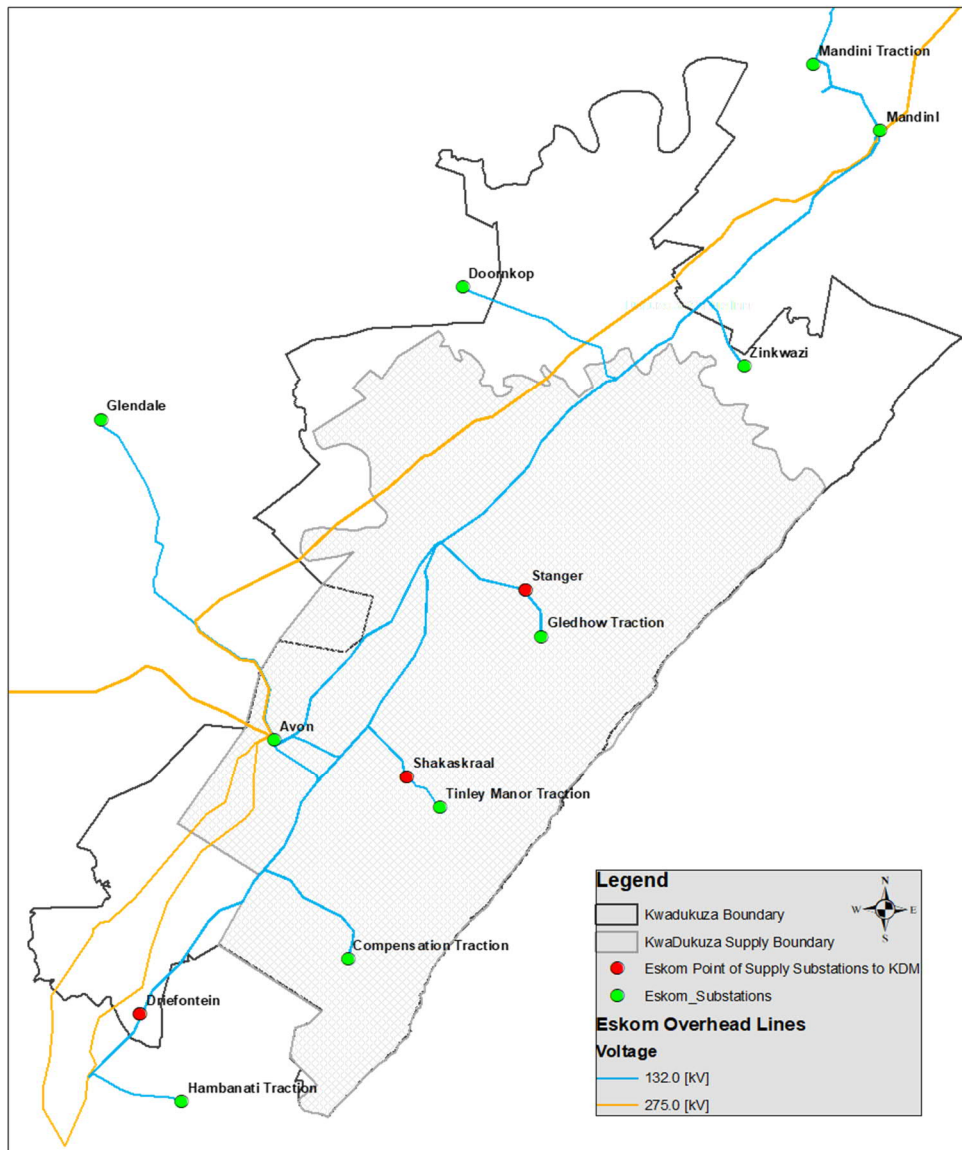 Mandini Traction
MandinI
Doornkop
Zinkwazi
Glendale
Stanger
Gledhow Traction
Avon
Shakaskraal
Tinley Manor Traction
Compensation Traction
Driefontein
Hambanati Traction
Legend
N
W E
S
Kwadukuza Boundary
KwaDukuza Supply Boundary
Eskom Point of Supply Substations to KDM
Eskom_Substations
Eskom Overhead Lines
Voltage
132.0 [kV]
275.0 [kV]